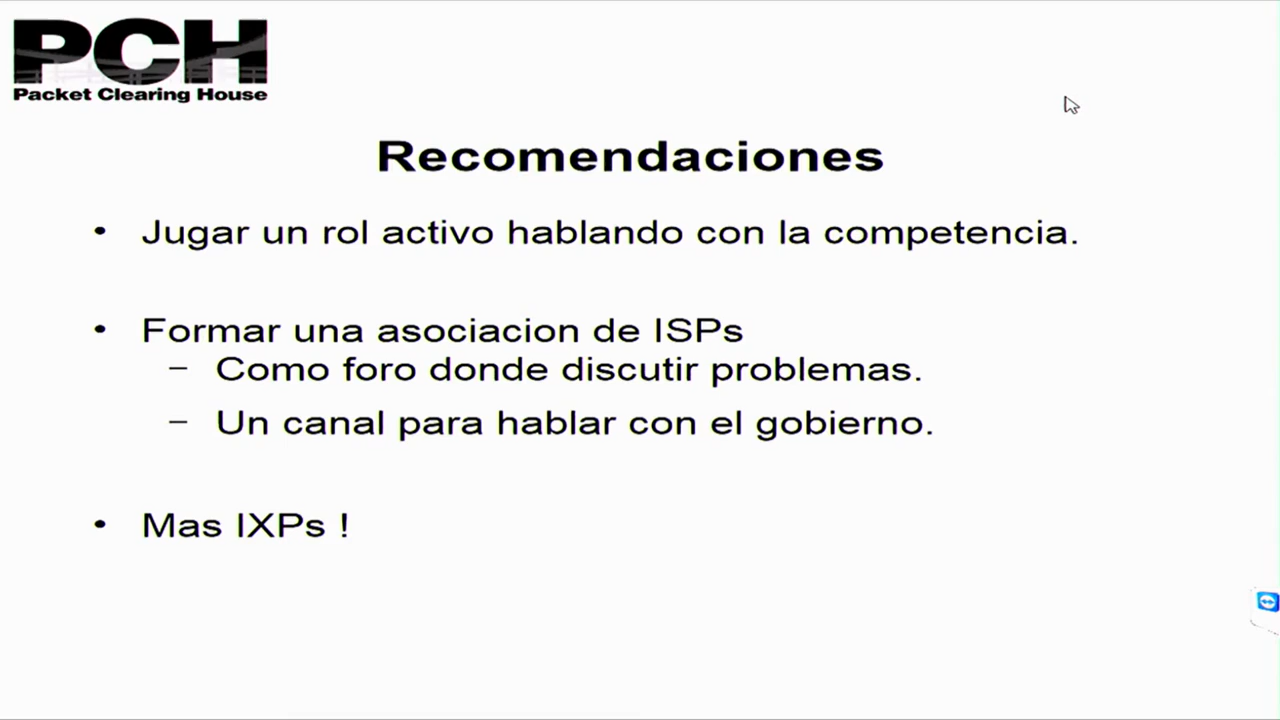 PCH
Packet Clearing House
Recomendaciones
• Jugar un rol activo hablando con la competencia.
• Formar una asociacion de ISPs
– Como foro donde discutir problemas.
– Un canal para hablar con el gobierno.
• Mas IXPs !